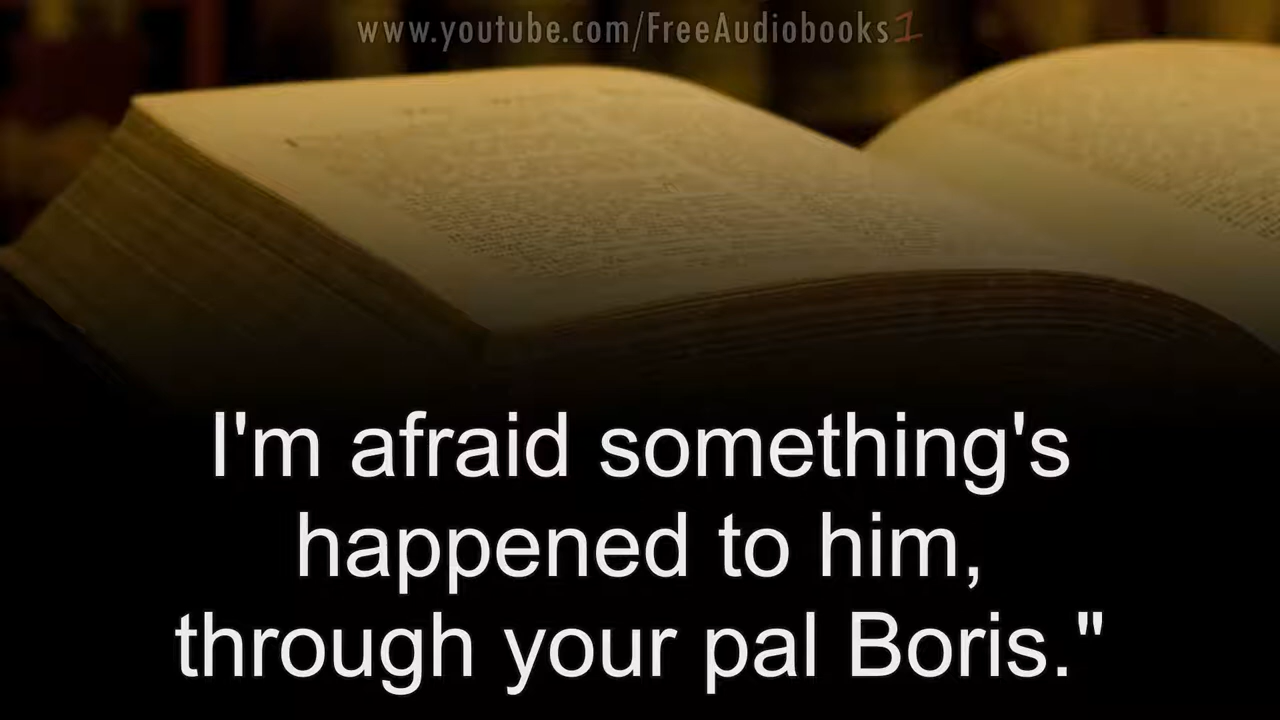 www.youtube.com/FreeAudiobooks1
I'm afraid something's
happened to him,
through your pal Boris."